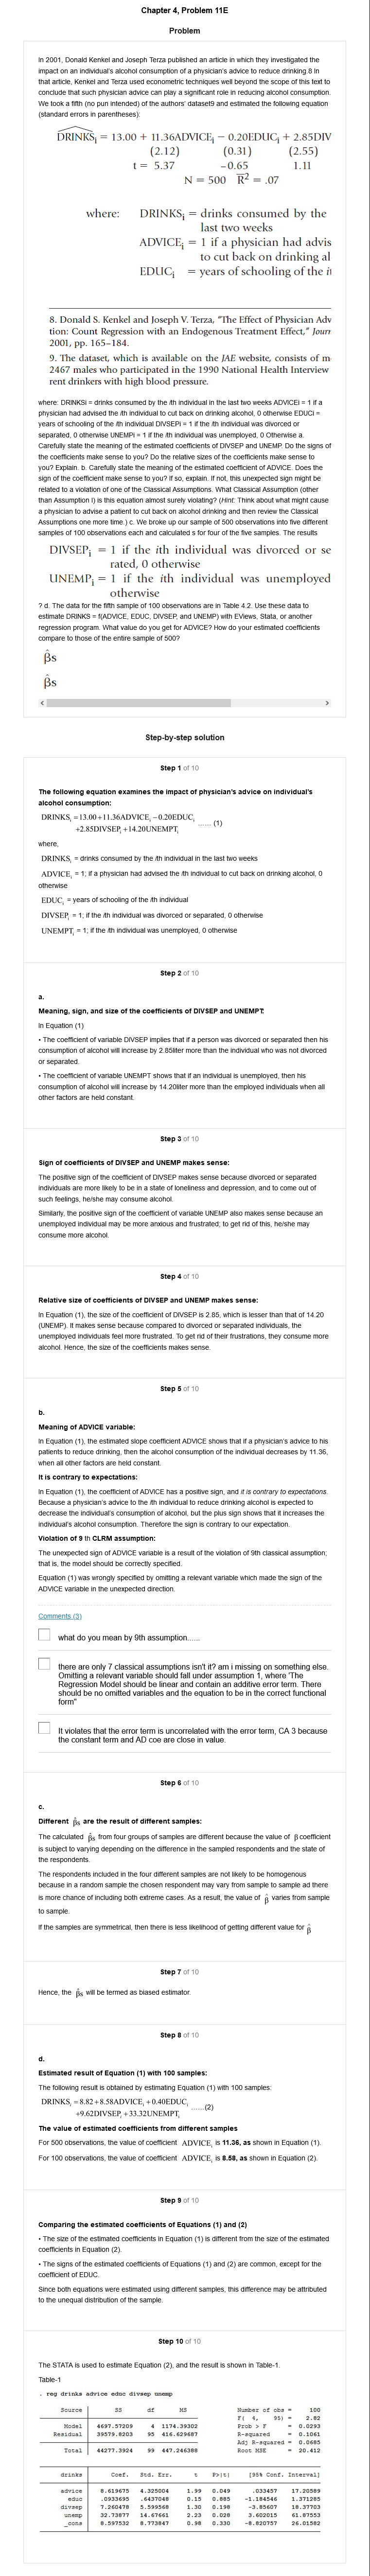 Chapter 4, Problem 11E
Problem
In 2001, Donald Kenkel and Joseph Terza published an article in which they investigated the
impact on an individual's alcohol consumption of a physician's advice to reduce drinking.8 In
that article, Kenkel and Terza used econometric techniques well beyond the scope of this text to
conclude that such physician advice can play a significant role in reducing alcohol consumption.
We took a fifth (no pun intended) of the authors' dataset9 and estimated the following equation
(standard errors in parentheses):
DRINKSᵢ = 13.00 + 11.36ADVICEᵢ − 0.20EDUCᵢ + 2.85DIV
(2.12) (0.31) (2.55)
t = 5.37 −0.65 1.11
N = 500 R̄² = .07
where: DRINKSᵢ = drinks consumed by the
last two weeks
ADVICEᵢ = 1 if a physician had advis
to cut back on drinking al
EDUCᵢ = years of schooling of the it
8. Donald S. Kenkel and Joseph V. Terza, "The Effect of Physician Adv
tion: Count Regression with an Endogenous Treatment Effect," Journ
2001, pp. 165–184.
9. The dataset, which is available on the JAE website, consists of m
2467 males who participated in the 1990 National Health Interview
rent drinkers with high blood pressure.
where: DRINKSi = drinks consumed by the ith individual in the last two weeks ADVICEi = 1 if a
physician had advised the ith individual to cut back on drinking alcohol, 0 otherwise EDUCi =
years of schooling of the ith individual DIVSEPi = 1 if the ith individual was divorced or
separated, 0 otherwise UNEMPi = 1 if the ith individual was unemployed, 0 Otherwise a.
Carefully state the meaning of the estimated coefficients of DIVSEP and UNEMP. Do the signs of
the coefficients make sense to you? Do the relative sizes of the coefficients make sense to
you? Explain. b. Carefully state the meaning of the estimated coefficient of ADVICE. Does the
sign of the coefficient make sense to you? If so, explain. If not, this unexpected sign might be
related to a violation of one of the Classical Assumptions. What Classical Assumption (other
than Assumption I) is this equation almost surely violating? (Hint: Think about what might cause
a physician to advise a patient to cut back on alcohol drinking and then review the Classical
Assumptions one more time.) c. We broke up our sample of 500 observations into five different
samples of 100 observations each and calculated s for four of the five samples. The results
DIVSEPᵢ = 1 if the ith individual was divorced or se
rated, 0 otherwise
UNEMPᵢ = 1 if the ith individual was unemployed
otherwise
? d. The data for the fifth sample of 100 observations are in Table 4.2. Use these data to
estimate DRINKS = f(ADVICE, EDUC, DIVSEP, and UNEMP) with EViews, Stata, or another
regression program. What value do you get for ADVICE? How do your estimated coefficients
compare to those of the entire sample of 500?
β̂s
β̂s
Step-by-step solution
Step 1 of 10
The following equation examines the impact of physician's advice on individual's
alcohol consumption:
DRINKSᵢ =13.00+11.36ADVICEᵢ −0.20EDUCᵢ
+2.85DIVSEPᵢ +14.20UNEMPTᵢ ...... (1)
where,
DRINKSᵢ = drinks consumed by the ith individual in the last two weeks
ADVICEᵢ = 1; if a physician had advised the ith individual to cut back on drinking alcohol, 0
otherwise
EDUCᵢ = years of schooling of the ith individual
DIVSEPᵢ = 1; if the ith individual was divorced or separated, 0 otherwise
UNEMPTᵢ = 1; if the ith individual was unemployed, 0 otherwise
Step 2 of 10
a.
Meaning, sign, and size of the coefficients of DIVSEP and UNEMPT:
In Equation (1)
• The coefficient of variable DIVSEP implies that if a person was divorced or separated then his
consumption of alcohol will increase by 2.85liter more than the individual who was not divorced
or separated.
• The coefficient of variable UNEMPT shows that if an individual is unemployed, then his
consumption of alcohol will increase by 14.20liter more than the employed individuals when all
other factors are held constant.
Step 3 of 10
Sign of coefficients of DIVSEP and UNEMP makes sense:
The positive sign of the coefficient of DIVSEP makes sense because divorced or separated
individuals are more likely to be in a state of loneliness and depression, and to come out of
such feelings, he/she may consume alcohol.
Similarly, the positive sign of the coefficient of variable UNEMP also makes sense because an
unemployed individual may be more anxious and frustrated; to get rid of this, he/she may
consume more alcohol.
Step 4 of 10
Relative size of coefficients of DIVSEP and UNEMP makes sense:
In Equation (1), the size of the coefficient of DIVSEP is 2.85, which is lesser than that of 14.20
(UNEMP). It makes sense because compared to divorced or separated individuals, the
unemployed individuals feel more frustrated. To get rid of their frustrations, they consume more
alcohol. Hence, the size of the coefficients makes sense.
Step 5 of 10
b.
Meaning of ADVICE variable:
In Equation (1), the estimated slope coefficient ADVICE shows that if a physician's advice to his
patients to reduce drinking, then the alcohol consumption of the individual decreases by 11.36,
when all other factors are held constant.
It is contrary to expectations:
In Equation (1), the coefficient of ADVICE has a positive sign, and it is contrary to expectations.
Because a physician's advice to the ith individual to reduce drinking alcohol is expected to
decrease the individual's consumption of alcohol, but the plus sign shows that it increases the
individual's alcohol consumption. Therefore the sign is contrary to our expectation.
Violation of 9 th CLRM assumption:
The unexpected sign of ADVICE variable is a result of the violation of 9th classical assumption;
that is, the model should be correctly specified.
Equation (1) was wrongly specified by omitting a relevant variable which made the sign of the
ADVICE variable in the unexpected direction.
Comments (3)
what do you mean by 9th assumption......
there are only 7 classical assumptions isn't it? am i missing on something else.
Omitting a relevant variable should fall under assumption 1, where 'The
Regression Model should be linear and contain an additive error term. There
should be no omitted variables and the equation to be in the correct functional
form"
It violates that the error term is uncorrelated with the error term, CA 3 because
the constant term and AD coe are close in value.
Step 6 of 10
c.
Different β̂s are the result of different samples:
The calculated β̂s from four groups of samples are different because the value of β coefficient
is subject to varying depending on the difference in the sampled respondents and the state of
the respondents.
The respondents included in the four different samples are not likely to be homogenous
because in a random sample the chosen respondent may vary from sample to sample ad there
is more chance of including both extreme cases. As a result, the value of β̂ varies from sample
to sample.
If the samples are symmetrical, then there is less likelihood of getting different value for β̂
Step 7 of 10
Hence, the β̂s will be termed as biased estimator.
Step 8 of 10
d.
Estimated result of Equation (1) with 100 samples:
The following result is obtained by estimating Equation (1) with 100 samples:
DRINKSᵢ =8.82+8.58ADVICEᵢ +0.40EDUCᵢ
+9.62DIVSEPᵢ +33.32UNEMPTᵢ ......(2)
The value of estimated coefficients from different samples
For 500 observations, the value of coefficient ADVICEᵢ is 11.36, as shown in Equation (1).
For 100 observations, the value of coefficient ADVICEᵢ is 8.58, as shown in Equation (2).
Step 9 of 10
Comparing the estimated coefficients of Equations (1) and (2)
• The size of the estimated coefficients in Equation (1) is different from the size of the estimated
coefficients in Equation (2).
• The signs of the estimated coefficients of Equations (1) and (2) are common, except for the
coefficient of EDUC.
Since both equations were estimated using different samples, this difference may be attributed
to the unequal distribution of the sample.
Step 10 of 10
The STATA is used to estimate Equation (2), and the result is shown in Table-1.
Table-1
. reg drinks advice educ divsep unemp
Source SS df MS Number of obs = 100
F( 4, 95) = 2.82
Model 4697.57209 4 1174.39302 Prob > F = 0.0293
Residual 39579.8203 95 416.629687 R-squared = 0.1061
Adj R-squared = 0.0685
Total 44277.3924 99 447.246388 Root MSE = 20.412
drinks Coef. Std. Err. t P>|t| [95% Conf. Interval]
advice 8.619675 4.325004 1.99 0.049 .033457 17.20589
educ .0933695 .6437048 0.15 0.885 -1.184546 1.371285
divsep 7.260478 5.599568 1.30 0.198 -3.85607 18.37703
unemp 32.73877 14.67661 2.23 0.028 3.602015 61.87553
_cons 8.597532 8.773847 0.98 0.330 -8.820757 26.01582